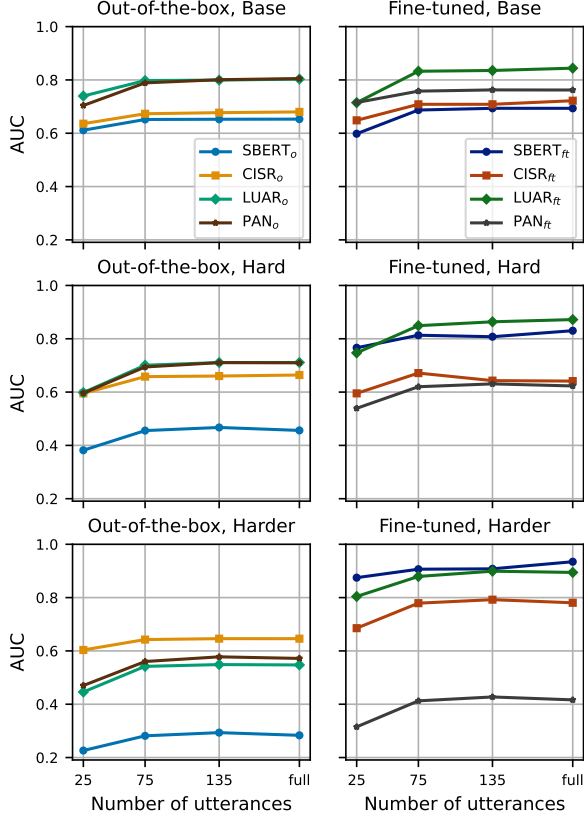 Out-of-the-box, Base
Fine-tuned, Base
1.0
0.8
0.6
0.4
0.2
AUC
SBERTo
CISRo
LUARo
PANo
SBERTft
CISRft
LUARft
PANft
Out-of-the-box, Hard
Fine-tuned, Hard
1.0
0.8
0.6
0.4
0.2
AUC
Out-of-the-box, Harder
Fine-tuned, Harder
1.0
0.8
0.6
0.4
0.2
AUC
25 75 135 full
25 75 135 full
Number of utterances
Number of utterances